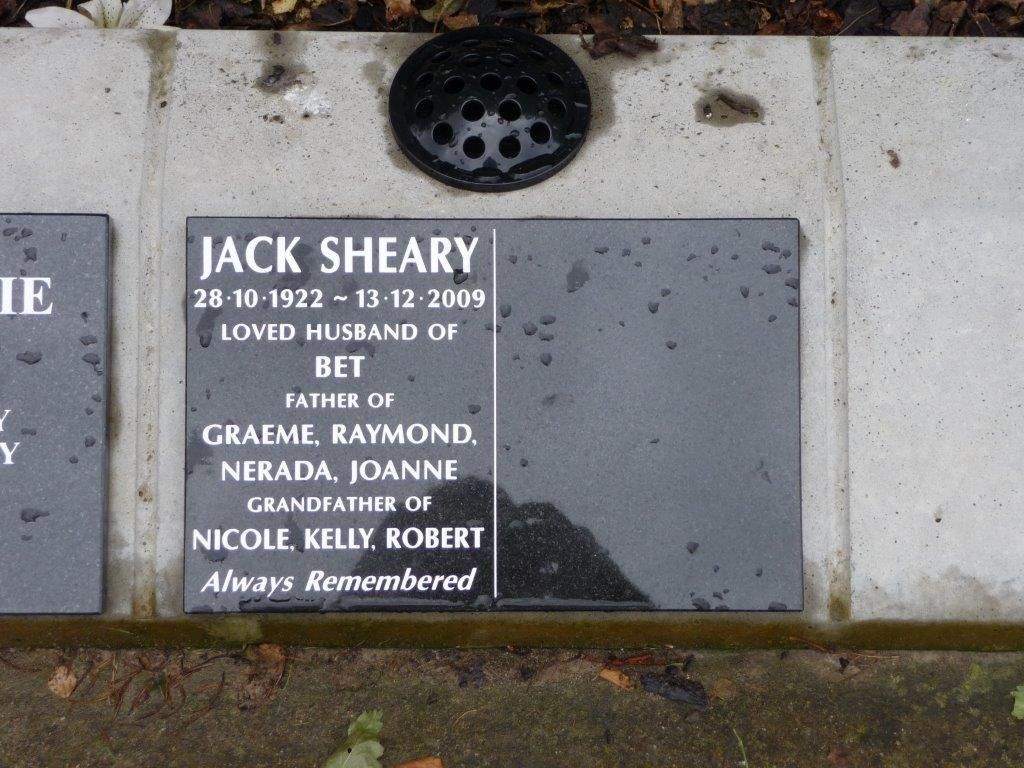 JACK SHEARY
28·10·1922 ~ 13·12·2009
LOVED HUSBAND OF
BET
FATHER OF
GRAEME, RAYMOND,
NERADA, JOANNE
GRANDFATHER OF
NICOLE, KELLY, ROBERT
Always Remembered